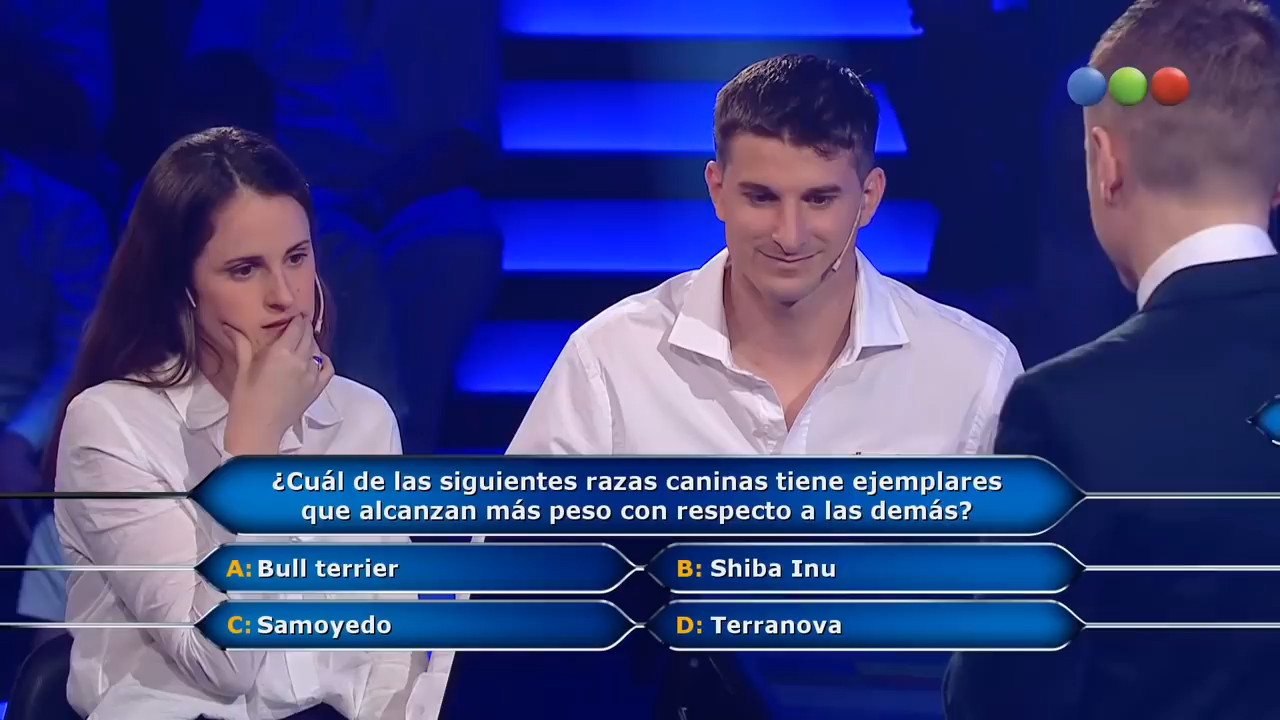 ¿Cuál de las siguientes razas caninas tiene ejemplares
que alcanzan más peso con respecto a las demás?
A: Bull terrier
B: Shiba Inu
C: Samoyedo
D: Terranova